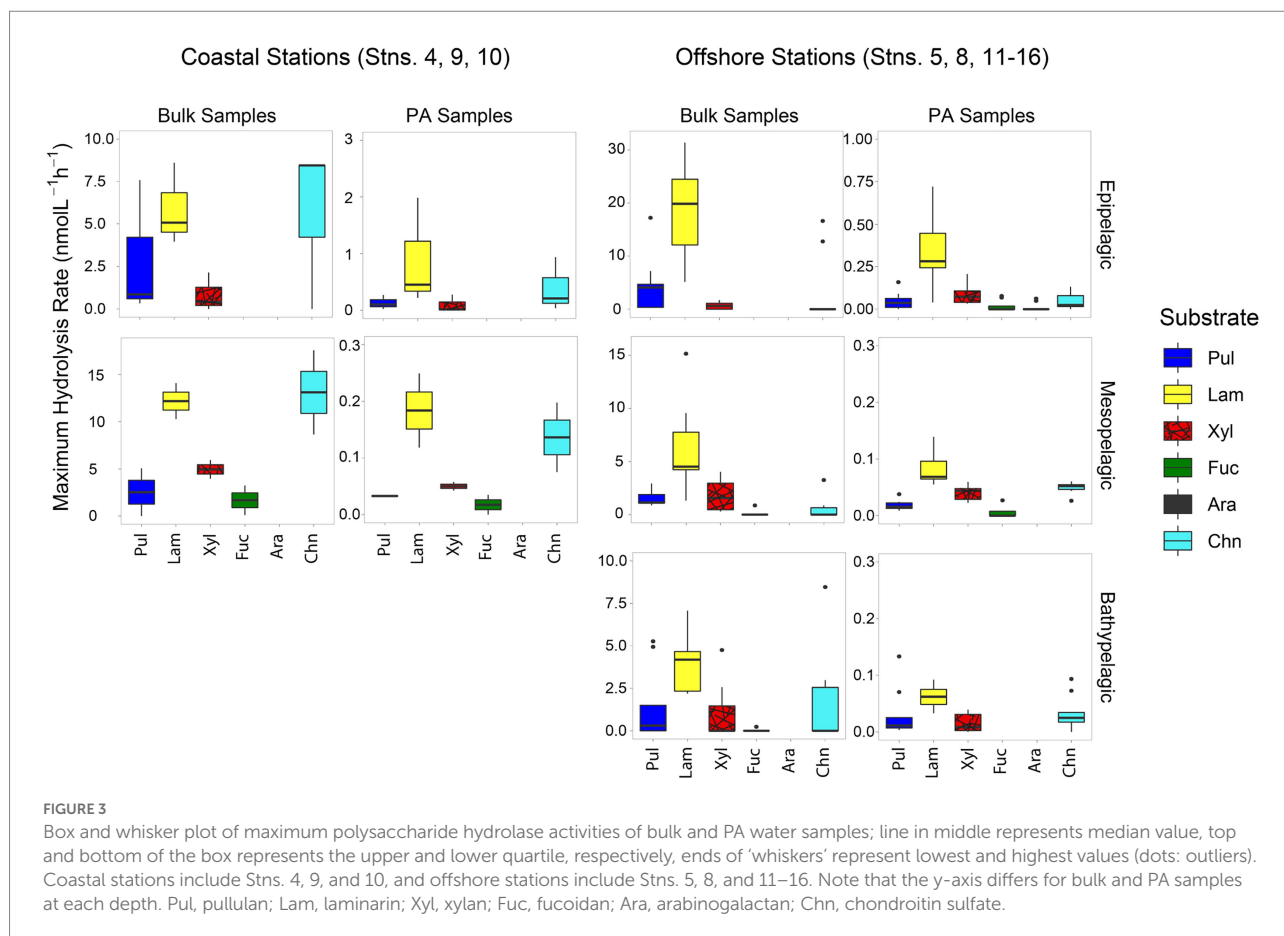 Coastal Stations (Stns. 4, 9, 10)
Offshore Stations (Stns. 5, 8, 11-16)
Bulk Samples
PA Samples
Bulk Samples
PA Samples
Maximum Hydrolysis Rate (nmolL⁻¹h⁻¹)
10.0
7.5
5.0
2.5
0.0
3
2
1
0
30
20
10
0
1.00
0.75
0.50
0.25
0.00
Epipelagic
15
10
5
0
0.3
0.2
0.1
0.0
15
10
5
0
0.3
0.2
0.1
0.0
Mesopelagic
Pul
Lam
Xyl
Fuc
Ara
Chn
Pul
Lam
Xyl
Fuc
Ara
Chn
10.0
7.5
5.0
2.5
0.0
0.3
0.2
0.1
0.0
Bathypelagic
Pul
Lam
Xyl
Fuc
Ara
Chn
Pul
Lam
Xyl
Fuc
Ara
Chn
Substrate
Pul
Lam
Xyl
Fuc
Ara
Chn
FIGURE 3
Box and whisker plot of maximum polysaccharide hydrolase activities of bulk and PA water samples; line in middle represents median value, top
and bottom of the box represents the upper and lower quartile, respectively, ends of ‘whiskers’ represent lowest and highest values (dots: outliers).
Coastal stations include Stns. 4, 9, and 10, and offshore stations include Stns. 5, 8, and 11–16. Note that the y-axis differs for bulk and PA samples
at each depth. Pul, pullulan; Lam, laminarin; Xyl, xylan; Fuc, fucoidan; Ara, arabinogalactan; Chn, chondroitin sulfate.